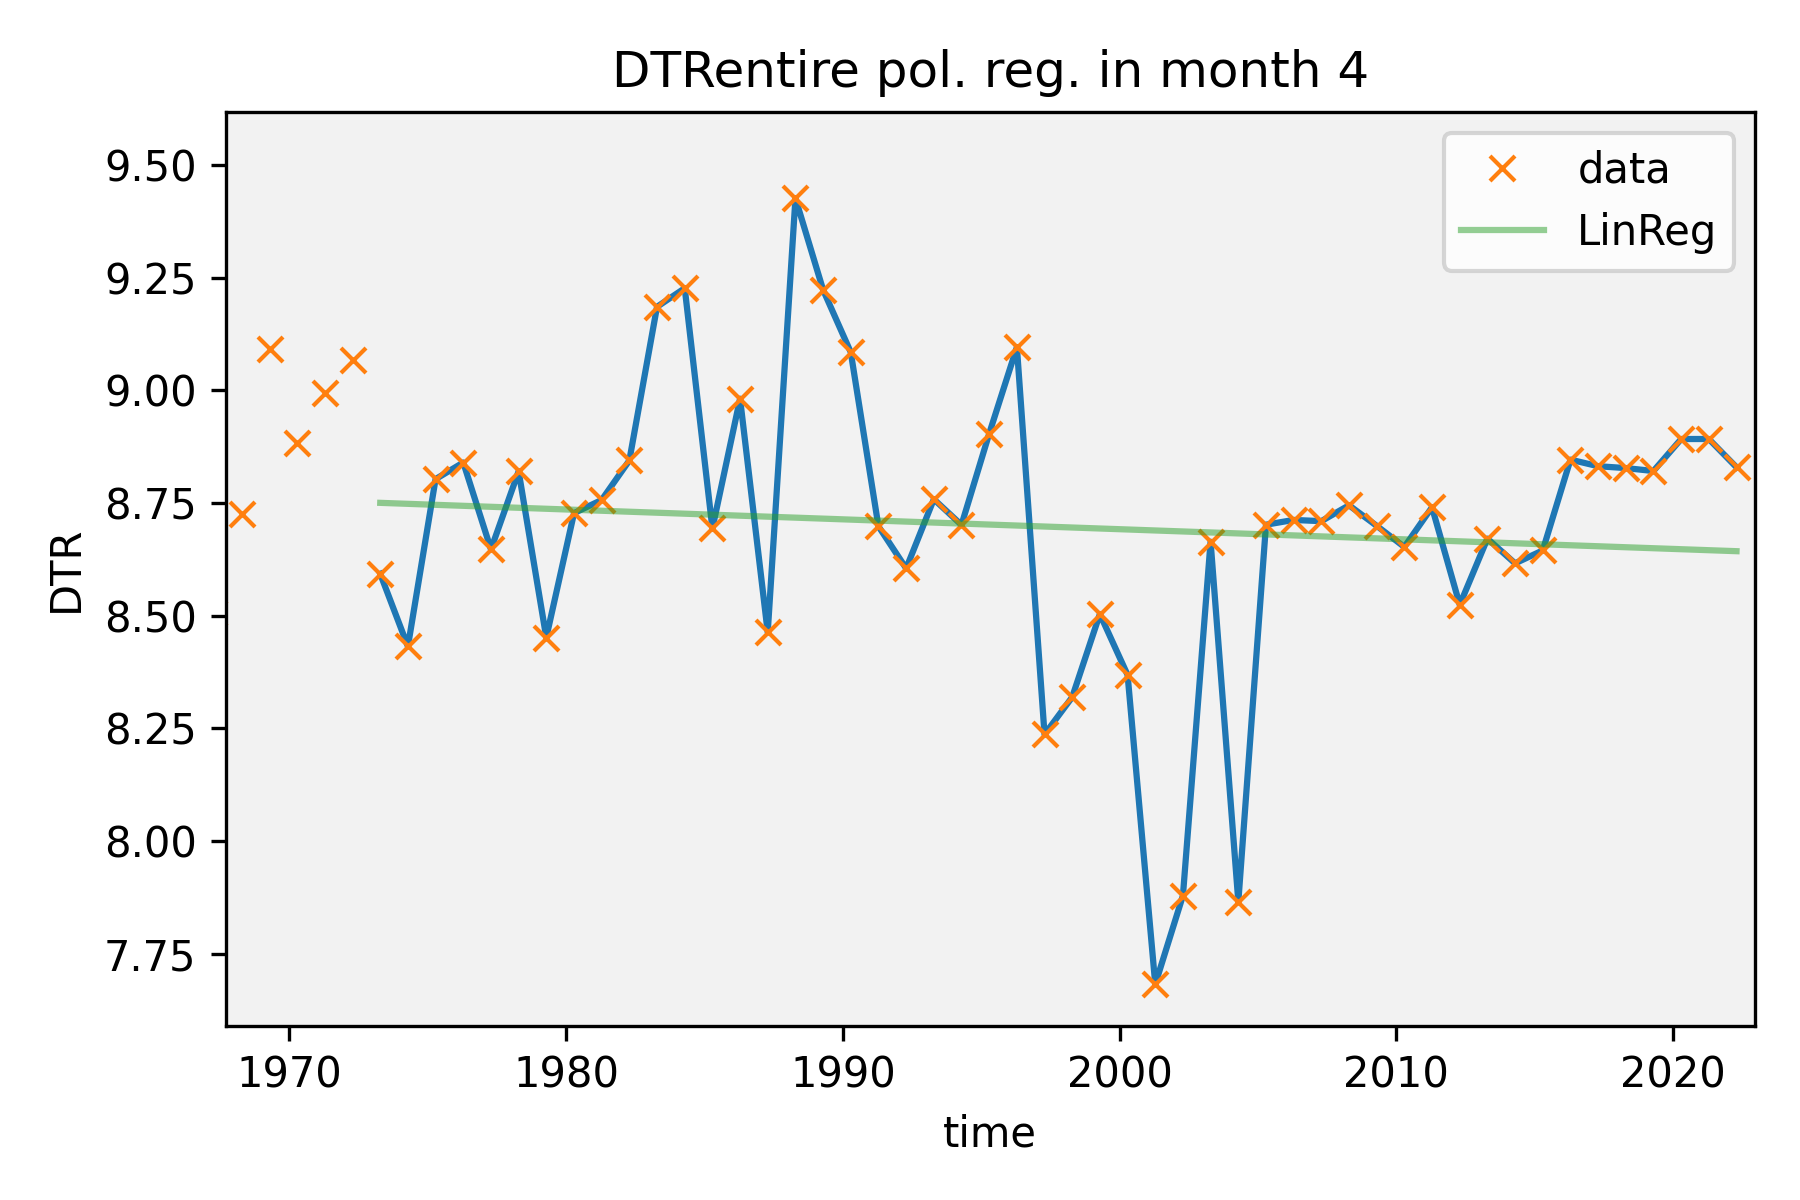 DTRentire pol. reg. in month 4
data
LinReg
9.50
9.25
9.00
8.75
8.50
8.25
8.00
7.75
DTR
1970 1980 1990 2000 2010 2020
time